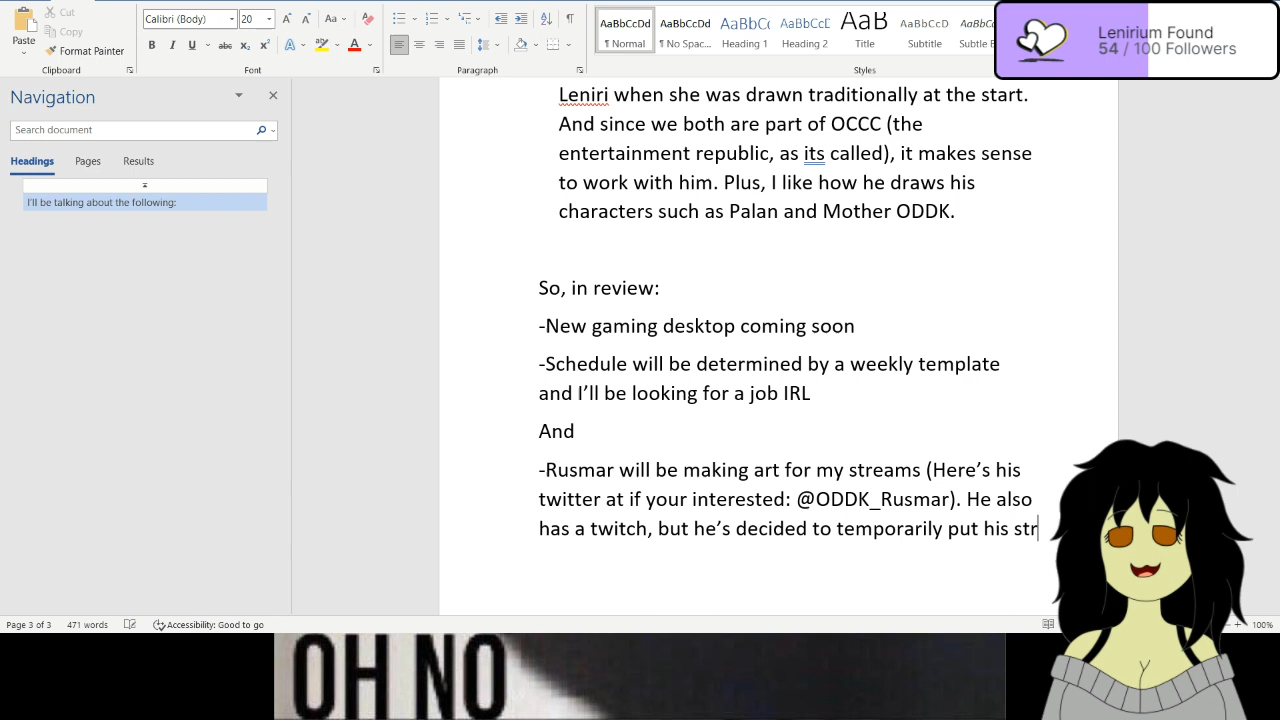 Cut
Copy
Paste
Format Painter
Clipboard
Calibri (Body)
20
Font
Paragraph
AaBbCcDd
¶ Normal
AaBbCcDd
¶ No Spac...
AaBbC(
Heading 1
AaBbCcE
Heading 2
AaB
Title
AaBbCcD
Subtitle
AaBbCcD
Subtle E
Styles
Lenirium Found
54 / 100 Followers
Navigation
Search document
Headings
Pages
Results
I'll be talking about the following:
Leniri when she was drawn traditionally at the start.
And since we both are part of OCCC (the
entertainment republic, as its called), it makes sense
to work with him. Plus, I like how he draws his
characters such as Palan and Mother ODDK.
So, in review:
-New gaming desktop coming soon
-Schedule will be determined by a weekly template
and I’ll be looking for a job IRL
And
-Rusmar will be making art for my streams (Here’s his
twitter at if your interested: @ODDK_Rusmar). He also
has a twitch, but he’s decided to temporarily put his str
Page 3 of 3
471 words
Accessibility: Good to go
100%
OH NO